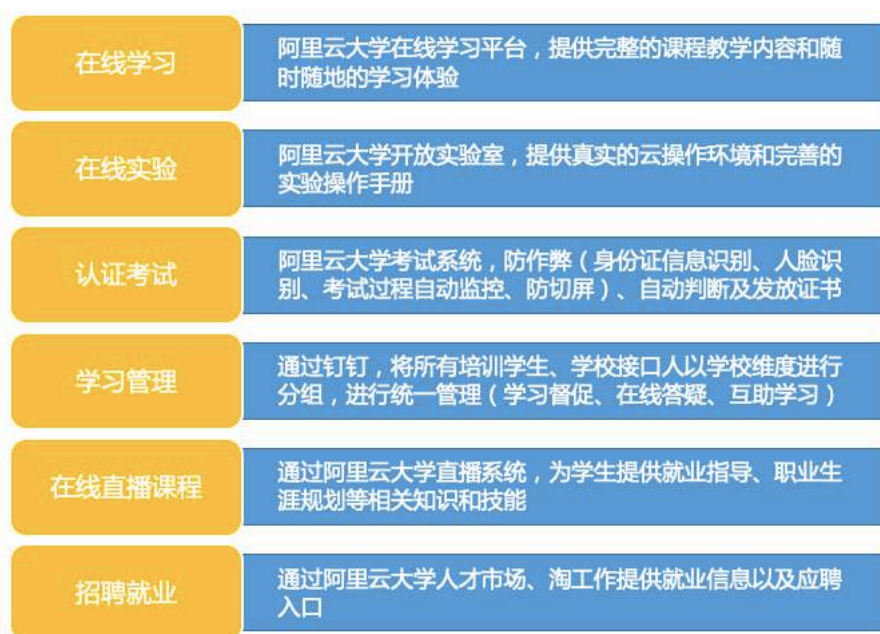 在线学习
阿里云大学在线学习平台，提供完整的课程教学内容和随
时随地的学习体验
在线实验
阿里云大学开放实验室，提供真实的云操作环境和完善的
实验操作手册
认证考试
阿里云大学考试系统，防作弊（身份证信息识别、人脸识
别、考试过程自动监控、防切屏）、自动判断及发放证书
学习管理
通过钉钉，将所有培训学生、学校接口人以学校维度进行
分组，进行统一管理（学习督促、在线答疑、互助学习）
在线直播课程
通过阿里云大学直播系统，为学生提供就业指导、职业生
涯规划等相关知识和技能
招聘就业
通过阿里云大学人才市场、淘工作提供就业信息以及应聘
入口